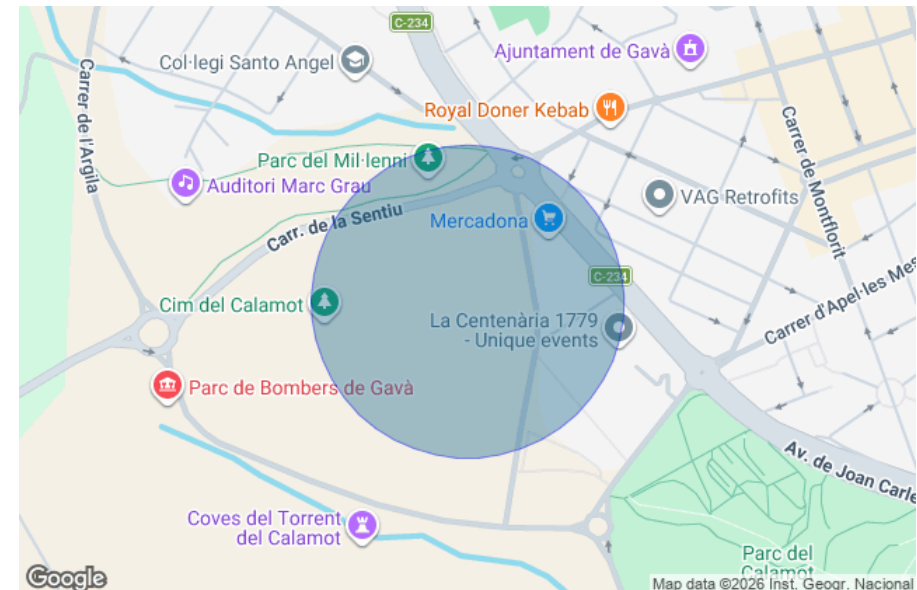 C-234
Col·legi Santo Angel
Ajuntament de Gavà
Carrer de l'Argila
Royal Doner Kebab
Carrer de Montflorit
Parc del Mil·lenni
Auditori Marc Grau
VAG Retrofits
Carr. de la Sentiu
Mercadona
C-234
Cim del Calamot
La Centenària 1779
- Unique events
Carrer d'Apel·les Mes
Parc de Bombers de Gavà
Av. de Joan Carle
Coves del Torrent
del Calamot
Parc del
Calamot
Google
Map data ©2026 Inst. Geogr. Nacional